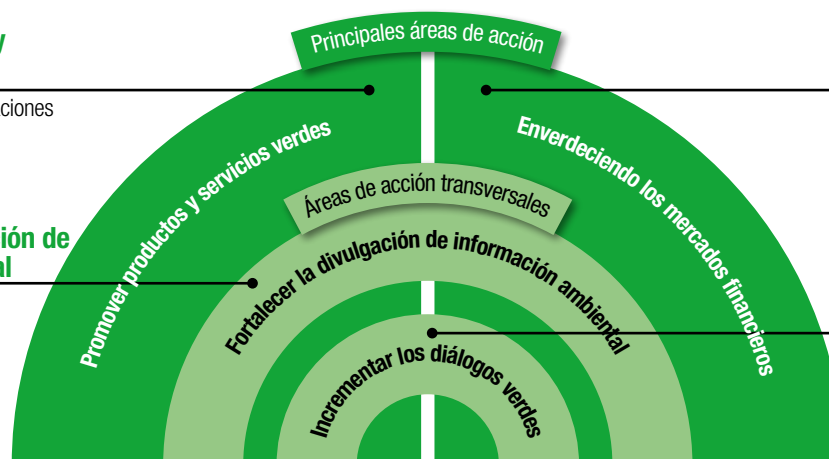 Principales áreas de acción
y
ciones
Promover productos y servicios verdes
Enverdeciendo los mercados financieros
Áreas de acción transversales
ión de
al
Fortalecer la divulgación de información ambiental
Incrementar los diálogos verdes